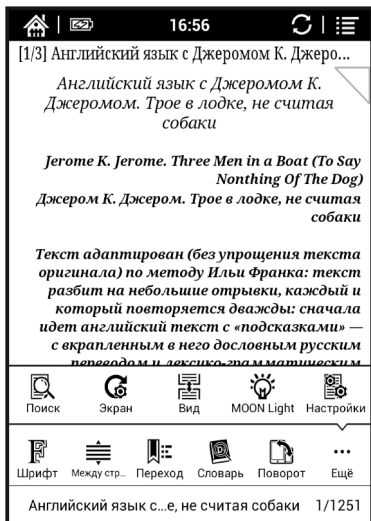 16:56
[1/3] Английский язык с Джеромом К. Джеро...
Английский язык с Джеромом К.
Джеромом. Трое в лодке, не считая
собаки
Jerome K. Jerome. Three Men in a Boat (To Say
Nonthing Of The Dog)
Джером К. Джером. Трое в лодке, не считая
собаки
Текст адаптирован (без упрощения текста
оригинала) по методу Ильи Франка: текст
разбит на небольшие отрывки, каждый и
который повторяется дважды: сначала
идет английский текст с «подсказками» —
с вкрапленным в него дословным русским
переводом и лексико-грамматическим
Поиск Экран Вид MOON Light Настройки
Шрифт Между стр... Переход Словарь Поворот Ещё
Английский язык с...е, не считая собаки 1/1251